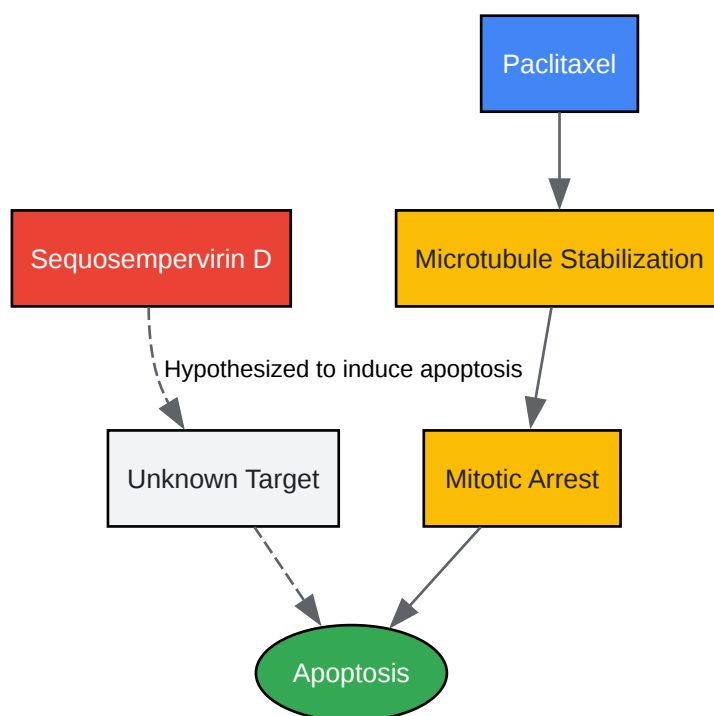 Paclitaxel
Sequosempervirin D
Microtubule Stabilization
Hypothesized to induce apoptosis
Unknown Target
Mitotic Arrest
Apoptosis